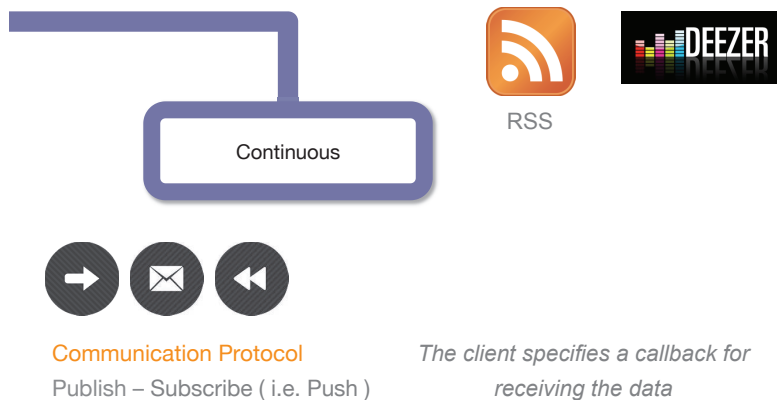 DEEZER
RSS
Continuous
Communication Protocol
Publish – Subscribe ( i.e. Push )
The client specifies a callback for
receiving the data